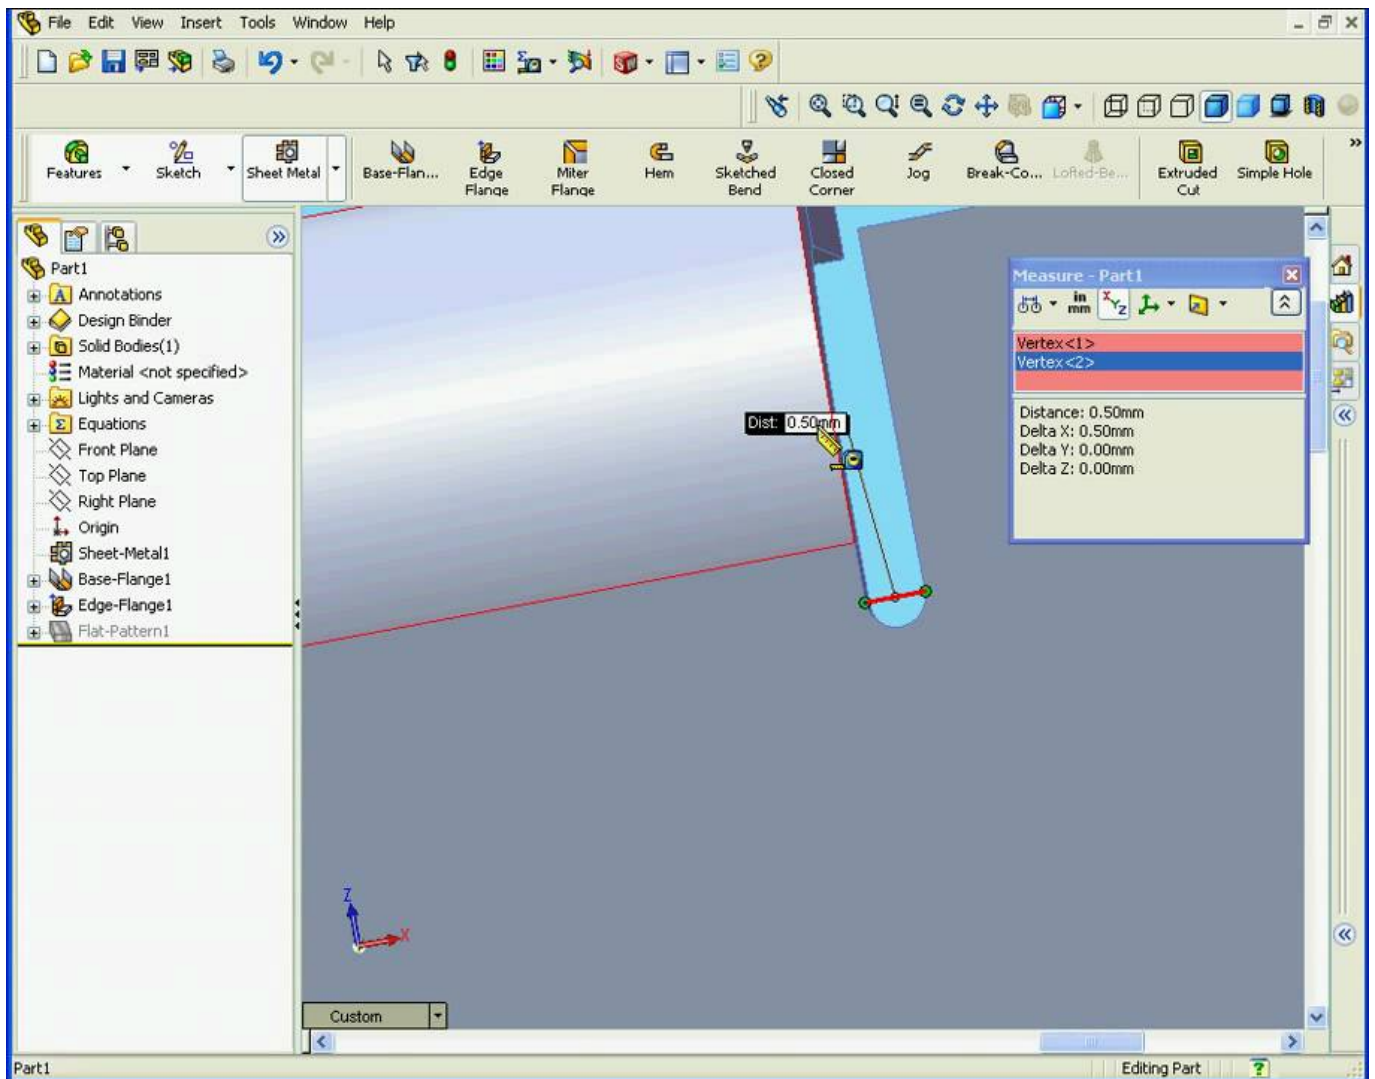 File Edit View Insert Tools Window Help
Features Sketch Sheet Metal Base-Flan... Edge Flange Miter Flange Hem Sketched Bend Closed Corner Jog Break-Co... Lofted-Be... Extruded Cut Simple Hole
Part1
Annotations
Design Binder
Solid Bodies(1)
Material <not specified>
Lights and Cameras
Equations
Front Plane
Top Plane
Right Plane
Origin
Sheet-Metal1
Base-Flange1
Edge-Flange1
Flat-Pattern1
Dist: 0.50mm
Measure - Part1
in
mm
XYZ
Vertex<1>
Vertex<2>
Distance: 0.50mm
Delta X: 0.50mm
Delta Y: 0.00mm
Delta Z: 0.00mm
Z
X
Custom
Part1 Editing Part